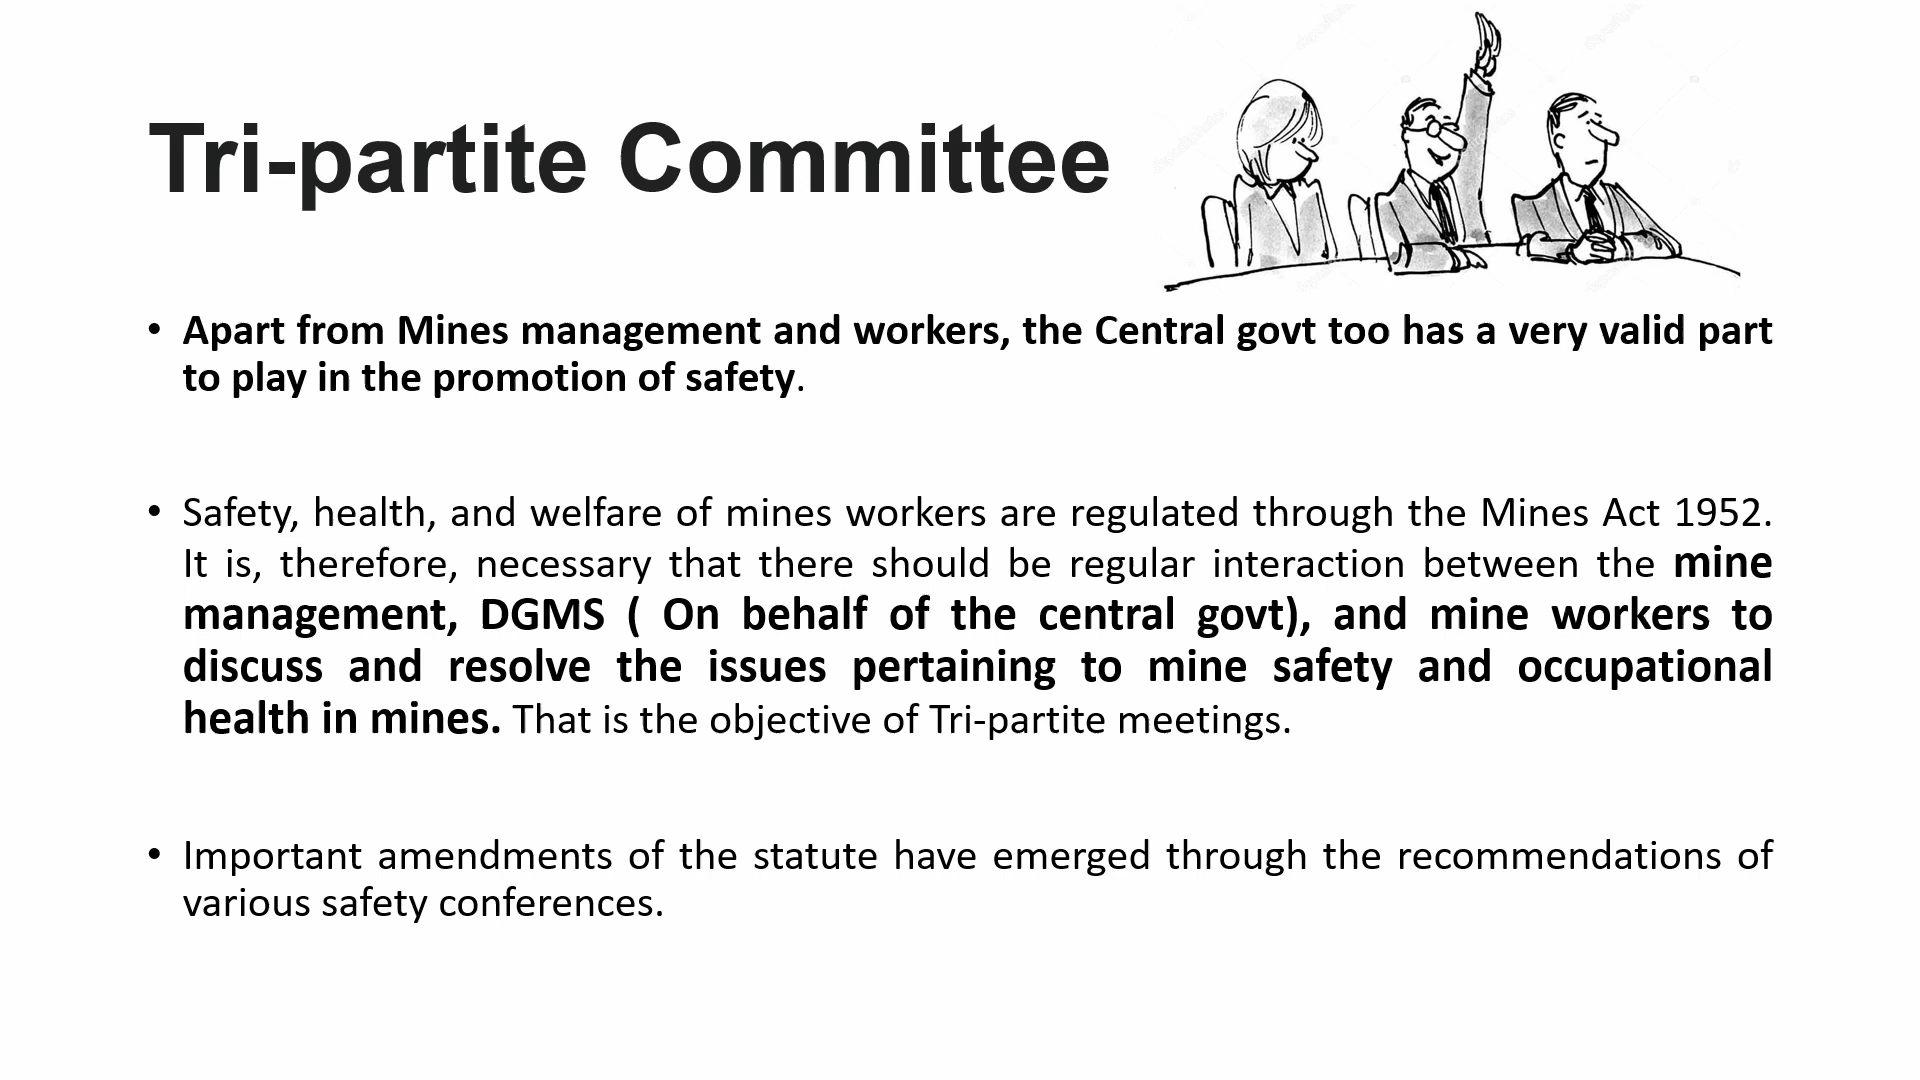 Tri-partite Committee
• Apart from Mines management and workers, the Central govt too has a very valid part
to play in the promotion of safety.
• Safety, health, and welfare of mines workers are regulated through the Mines Act 1952.
It is, therefore, necessary that there should be regular interaction between the mine
management, DGMS ( On behalf of the central govt), and mine workers to
discuss and resolve the issues pertaining to mine safety and occupational
health in mines. That is the objective of Tri-partite meetings.
• Important amendments of the statute have emerged through the recommendations of
various safety conferences.